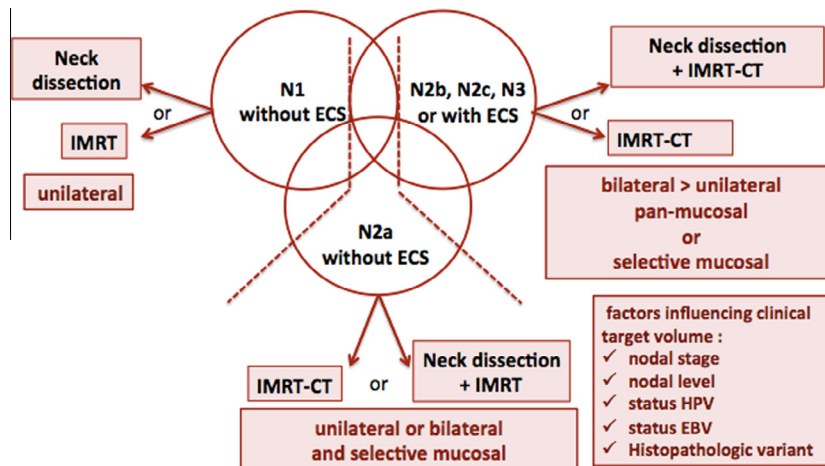 Neck
dissection
or
IMRT
unilateral
N1
without ECS
N2b, N2c, N3
or with ECS
Neck dissection
+ IMRT-CT
or
IMRT-CT
bilateral > unilateral
pan-mucosal
or
selective mucosal
N2a
without ECS
IMRT-CT
or
Neck dissection
+ IMRT
unilateral or bilateral
and selective mucosal
factors influencing clinical
target volume :
✓ nodal stage
✓ nodal level
✓ status HPV
✓ status EBV
✓ Histopathologic variant